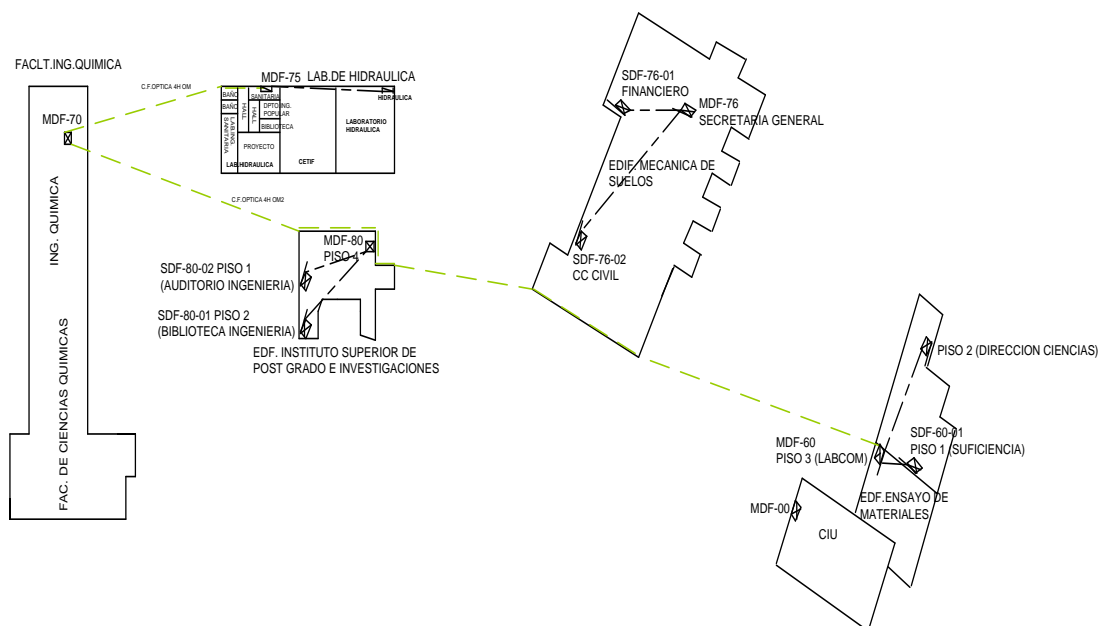 FACLT.ING.QUIMICA
MDF-70
ING. QUIMICA
FAC. DE CIENCIAS QUIMICAS
C.F.OPTICA 4H OM
C.F.OPTICA 4H OM2
MDF-75
LAB.DE HIDRAULICA
BAÑO
BAÑO
SANITARIA
HALL
HALL
DPTO.ING.
POPULAR
BIBLIOTECA
LAB.ING.
SANITARIA
PROYECTO
LAB.HIDRAULICA
CETIF
LABORATORIO
HIDRAULICA
HIDRAULICA
MDF-80
PISO 4
SDF-80-02 PISO 1
(AUDITORIO INGENIERIA)
SDF-80-01 PISO 2
(BIBLIOTECA INGENIERIA)
EDF. INSTITUTO SUPERIOR DE
POST GRADO E INVESTIGACIONES
SDF-76-01
FINANCIERO
MDF-76
SECRETARIA GENERAL
EDIF. MECANICA DE
SUELOS
SDF-76-02
CC CIVIL
PISO 2 (DIRECCION CIENCIAS)
SDF-60-01
PISO 1 (SUFICIENCIA)
MDF-60
PISO 3 (LABCOM)
EDF.ENSAYO DE
MATERIALES
MDF-00
CIU